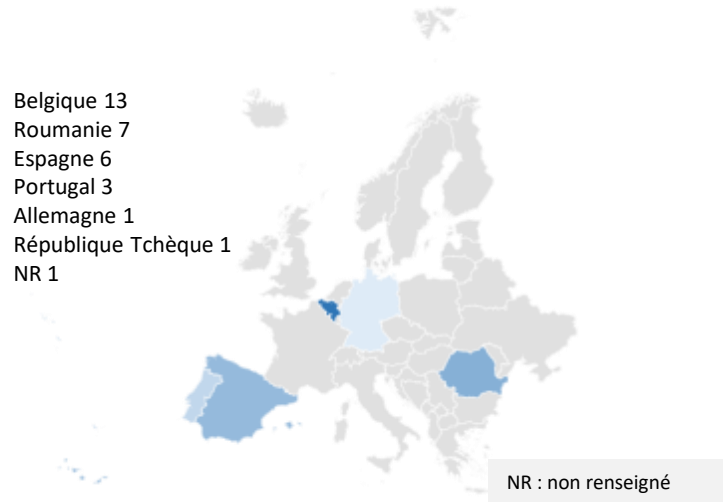 Belgique 13
Roumanie 7
Espagne 6
Portugal 3
Allemagne 1
République Tchèque 1
NR 1
NR : non renseigné